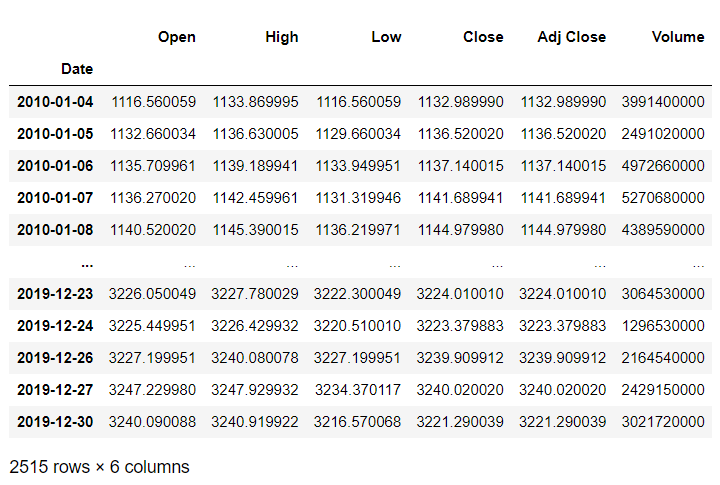 Open High Low Close Adj Close Volume
Date
2010-01-04 1116.560059 1133.869995 1116.560059 1132.989990 1132.989990 3991400000
2010-01-05 1132.660034 1136.630005 1129.660034 1136.520020 1136.520020 2491020000
2010-01-06 1135.709961 1139.189941 1133.949951 1137.140015 1137.140015 4972660000
2010-01-07 1136.270020 1142.459961 1131.319946 1141.689941 1141.689941 5270680000
2010-01-08 1140.520020 1145.390015 1136.219971 1144.979980 1144.979980 4389590000
... ... ... ... ... ... ...
2019-12-23 3226.050049 3227.780029 3222.300049 3224.010010 3224.010010 3064530000
2019-12-24 3225.449951 3226.429932 3220.510010 3223.379883 3223.379883 1296530000
2019-12-26 3227.199951 3240.080078 3227.199951 3239.909912 3239.909912 2164540000
2019-12-27 3247.229980 3247.929932 3234.370117 3240.020020 3240.020020 2429150000
2019-12-30 3240.090088 3240.919922 3216.570068 3221.290039 3221.290039 3021720000
2515 rows × 6 columns